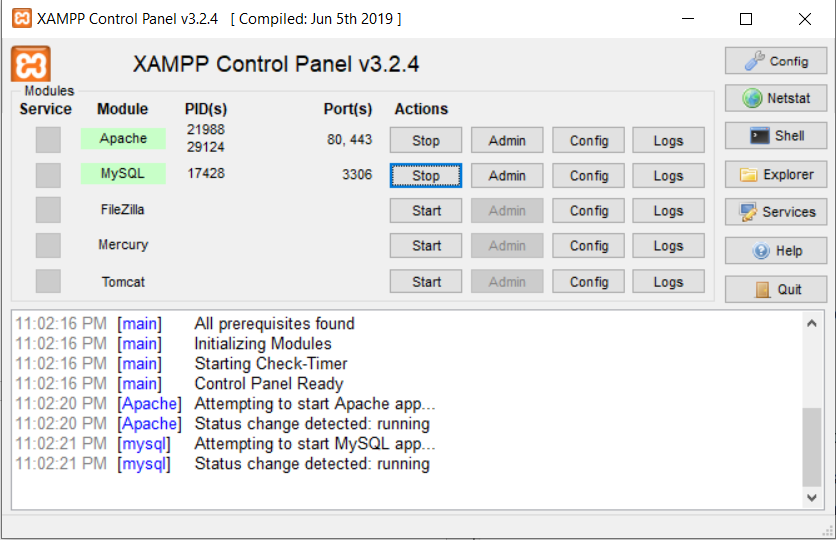 XAMPP Control Panel v3.2.4 [ Compiled: Jun 5th 2019 ]
XAMPP Control Panel v3.2.4
Config
Modules
Service Module PID(s) Port(s) Actions
Netstat
Apache 21988 29124 80, 443 Stop Admin Config Logs
Shell
MySQL 17428 3306 Stop Admin Config Logs
Explorer
FileZilla Start Admin Config Logs
Services
Mercury Start Admin Config Logs
Help
Tomcat Start Admin Config Logs
Quit
11:02:16 PM [main] All prerequisites found
11:02:16 PM [main] Initializing Modules
11:02:16 PM [main] Starting Check-Timer
11:02:16 PM [main] Control Panel Ready
11:02:20 PM [Apache] Attempting to start Apache app...
11:02:20 PM [Apache] Status change detected: running
11:02:21 PM [mysql] Attempting to start MySQL app...
11:02:21 PM [mysql] Status change detected: running